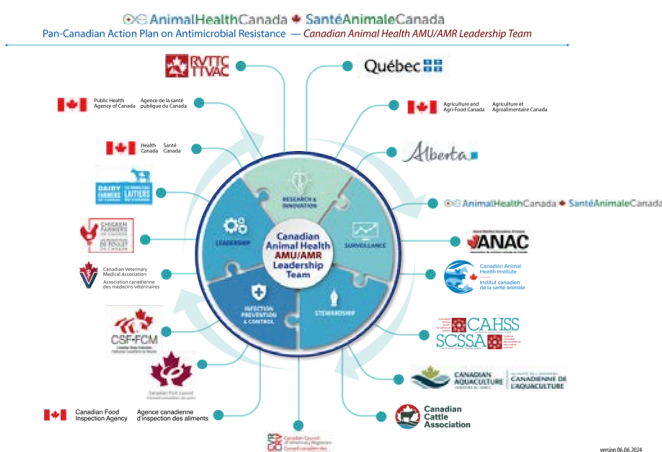 AnimalHealthCanada SantéAnimaleCanada
Pan-Canadian Action Plan on Antimicrobial Resistance — Canadian Animal Health AMU/AMR Leadership Team
RVTTC
TTVAC
Québec
Public Health
Agency of Canada
Agence de la santé
publique du Canada
Agriculture and
Agri-Food Canada
Agriculture et
Agroalimentaire Canada
Health
Canada
Santé
Canada
Alberta
DAIRY
FARMERS
LES PRODUCTEURS
LAITIERS
RESEARCH &
INNOVATION
AnimalHealthCanada SantéAnimaleCanada
CHICKEN
FARMERS
OF CANADA
LES PRODUCTEURS
DE POULET
DU CANADA
LEADERSHIP
Canadian
Animal Health
AMU/AMR
Leadership
Team
SURVEILLANCE
ANAC
Canadian Veterinary
Medical Association
Association canadienne
des médecins vétérinaires
Canadian Animal
Health Institute
Institut canadien
de la santé animale
INFECTION
PREVENTION
& CONTROL
STEWARDSHIP
CSF-FCM
CAHSS
SCSSA
Canadian Pork Council
CANADIAN
AQUACULTURE
CANADIENNE DE
L'AQUACULTURE
Canadian Food
Inspection Agency
Agence canadienne
d'inspection des aliments
Canadian
Cattle
Association
Canadian Council
of Veterinary Registrars
version 06.06.2024